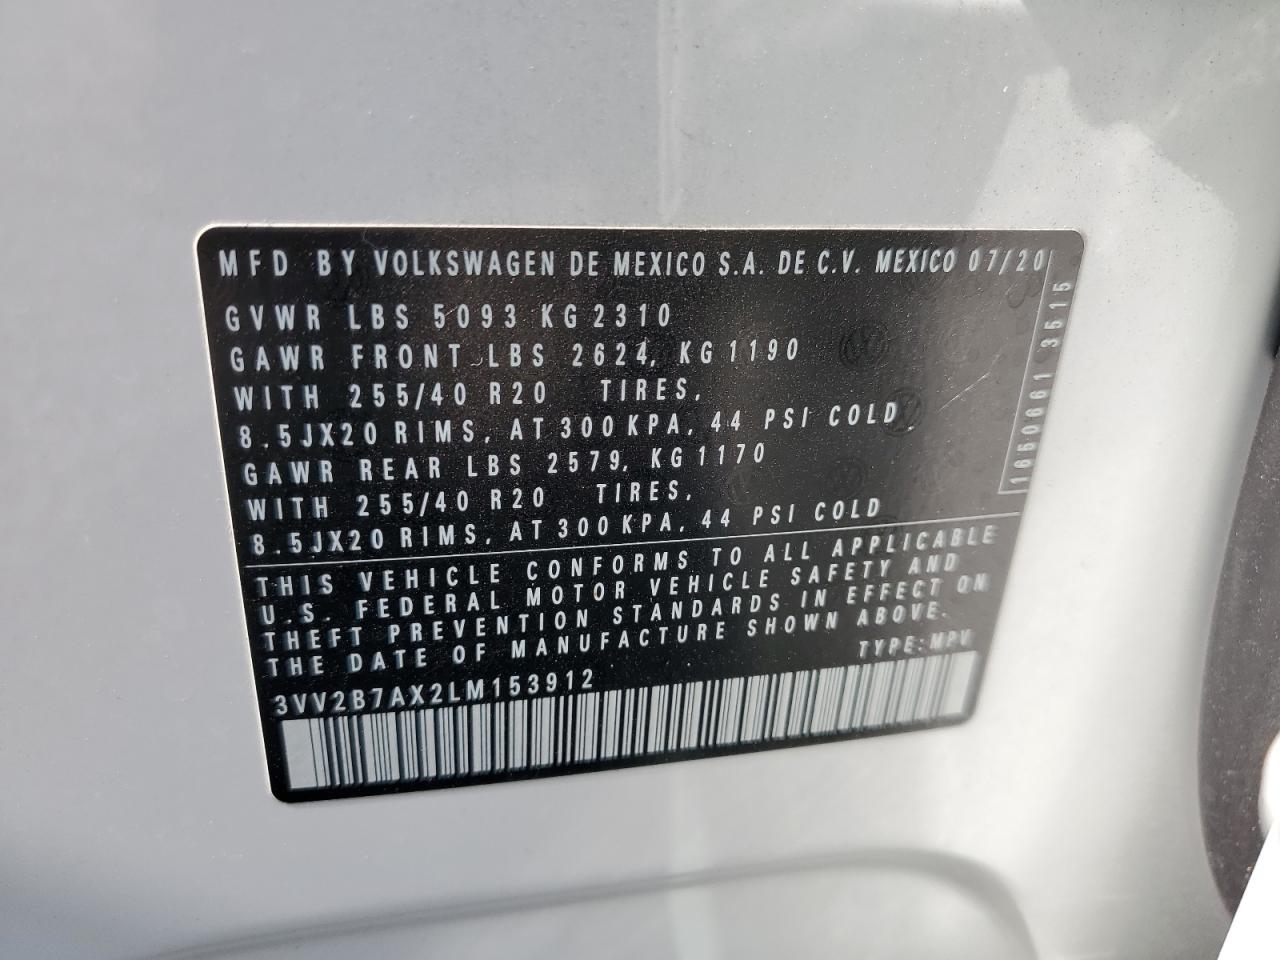 MFD BY VOLKSWAGEN DE MEXICO S.A. DE C.V. MEXICO 07/20
GVWR LBS 5093 KG 2310
GAWR FRONT LBS 2624, KG 1190
WITH 255/40 R20 TIRES,
8.5JX20 RIMS, AT 300 KPA, 44 PSI COLD
GAWR REAR LBS 2579, KG 1170
WITH 255/40 R20 TIRES,
8.5JX20 RIMS, AT 300 KPA, 44 PSI COLD
1650661 3515
THIS VEHICLE CONFORMS TO ALL APPLICABLE
U.S. FEDERAL MOTOR VEHICLE SAFETY AND
THEFT PREVENTION STANDARDS IN EFFECT ON
THE DATE OF MANUFACTURE SHOWN ABOVE.
TYPE: MPV
3VV2B7AX2LM153912